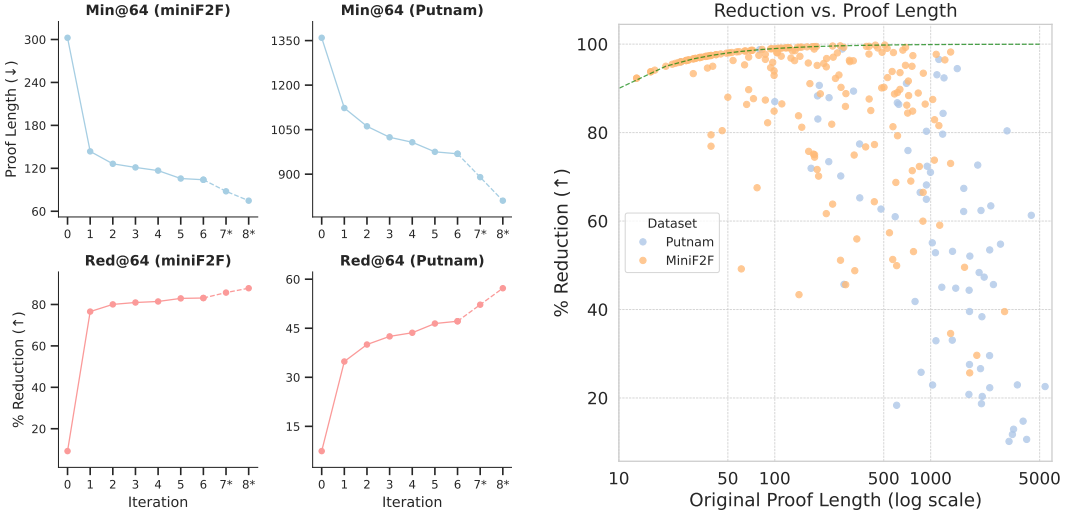 Min@64 (miniF2F)
Proof Length (↓)
300
240
180
120
60
0 1 2 3 4 5 6 7* 8*
Min@64 (Putnam)
1350
1200
1050
900
0 1 2 3 4 5 6 7* 8*
Red@64 (miniF2F)
% Reduction (↑)
80
60
40
20
0 1 2 3 4 5 6 7* 8*
Iteration
Red@64 (Putnam)
60
45
30
15
0 1 2 3 4 5 6 7* 8*
Iteration
Reduction vs. Proof Length
% Reduction (↑)
100
80
60
40
20
Dataset
Putnam
MiniF2F
10 50 100 500 1000 5000
Original Proof Length (log scale)